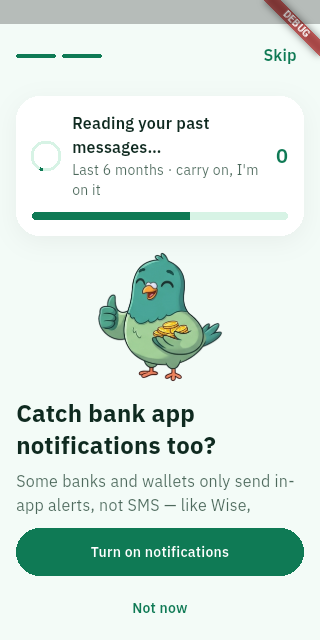 DEBUG
Skip
Reading your past
messages...
0
Last 6 months · carry on, I'm
on it
Catch bank app
notifications too?
Some banks and wallets only send in-
app alerts, not SMS — like Wise,
Turn on notifications
Not now